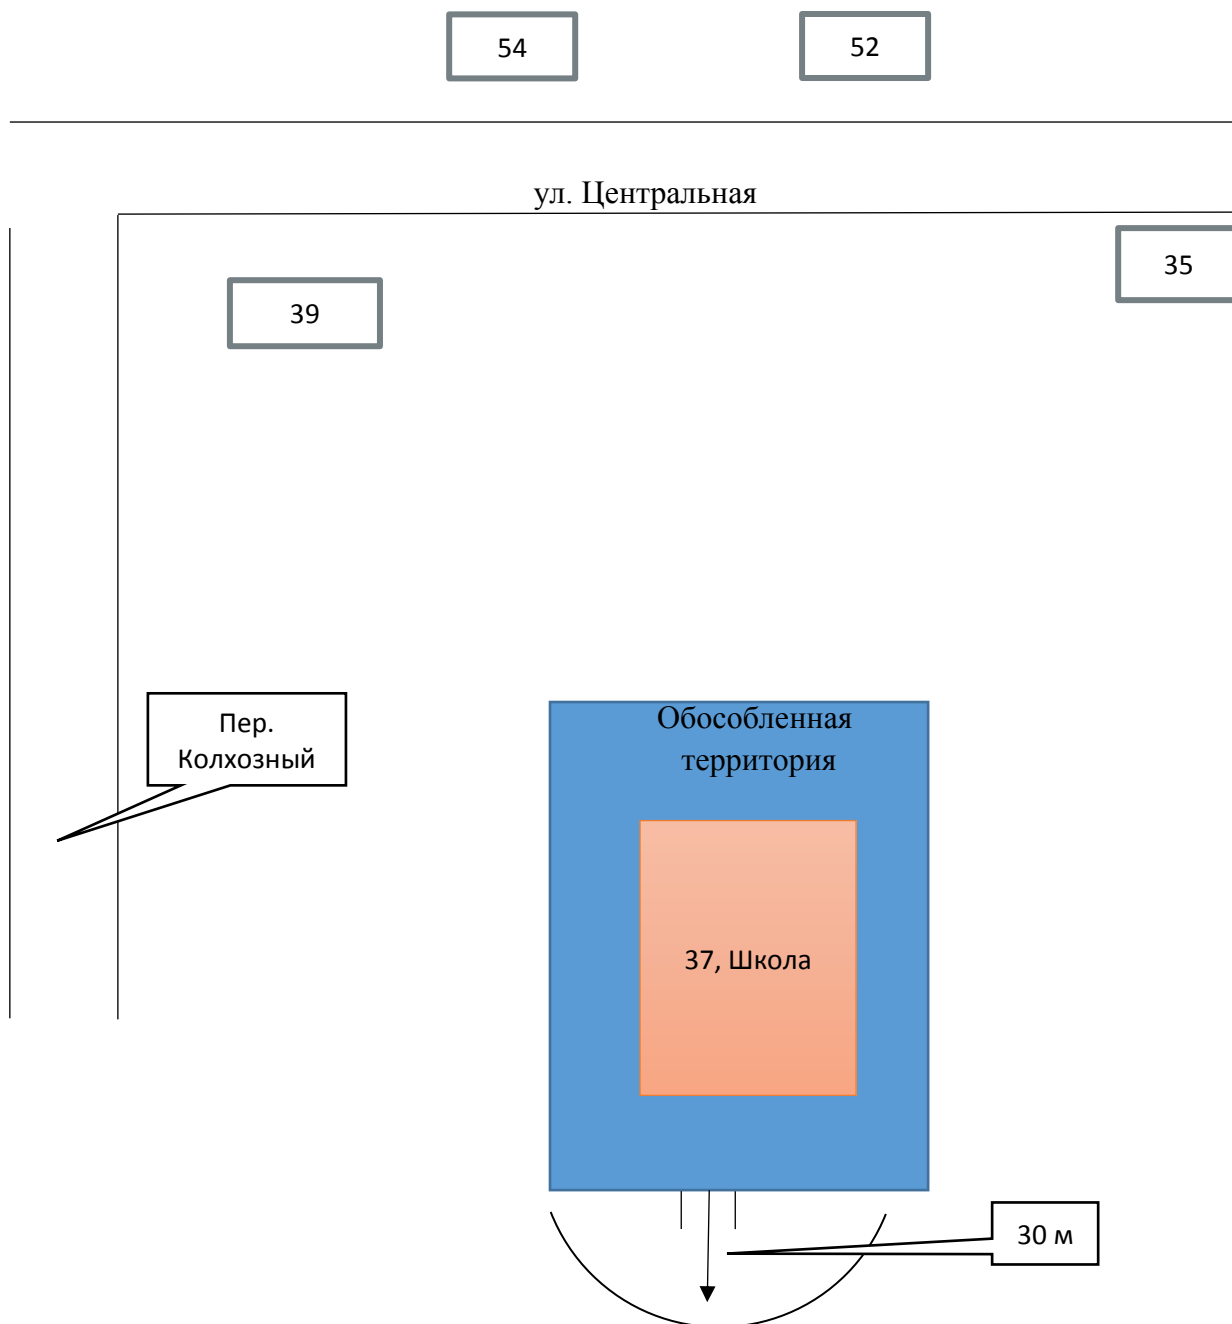 54
52
ул. Центральная
35
39
Пер.
Колхозный
Обособленная
территория
37, Школа
30 м